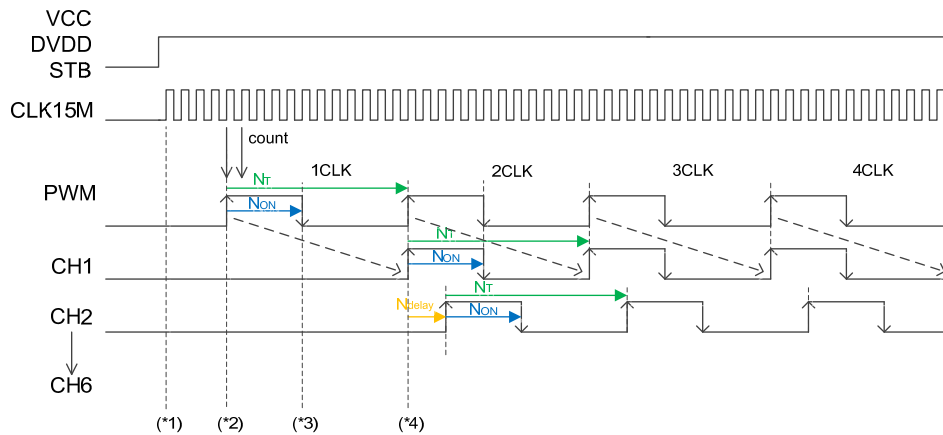 VCC
DVDD
STB
CLK15M
count
1CLK
2CLK
3CLK
4CLK
NT
PWM
NON
NT
CH1
NON
NT
Ndelay
NON
CH2
CH6
(*1)
(*2)
(*3)
(*4)